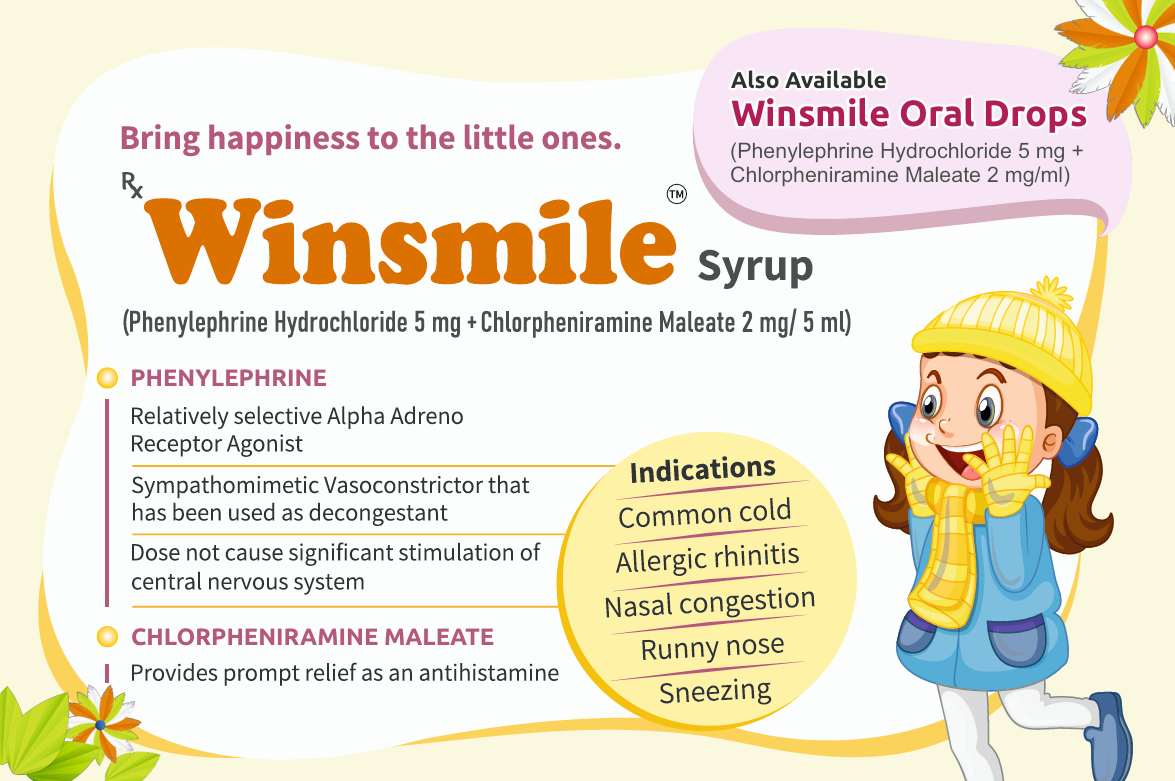 Also Available
Winsmile Oral Drops
(Phenylephrine Hydrochloride 5 mg +
Chlorpheniramine Maleate 2 mg/ml)
Bring happiness to the little ones.
Rx
Winsmile™ Syrup
(Phenylephrine Hydrochloride 5 mg + Chlorpheniramine Maleate 2 mg/ 5 ml)
PHENYLEPHRINE
Relatively selective Alpha Adreno
Receptor Agonist
Sympathomimetic Vasoconstrictor that
has been used as decongestant
Dose not cause significant stimulation of
central nervous system
CHLORPHENIRAMINE MALEATE
Provides prompt relief as an antihistamine
Indications
Common cold
Allergic rhinitis
Nasal congestion
Runny nose
Sneezing